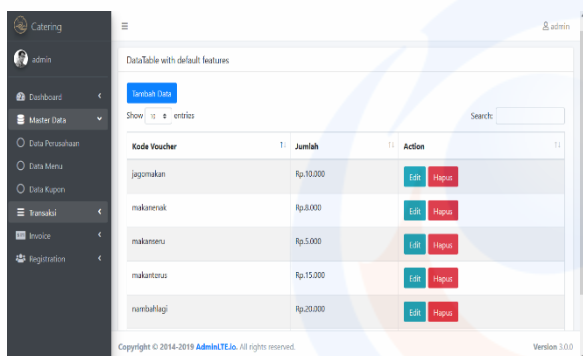 Catering
admin
admin
DataTable with default features
Dashboard
Tambah Data
Master Data
Show 10 entries
Search:
Data Perusahaan
Kode Voucher
Jumlah
Action
Data Menu
jagomakan
Rp.10.000
Edit
Hapus
Data Kupon
makanenak
Rp.8.000
Edit
Hapus
Transaksi
Invoice
makanseru
Rp.5.000
Edit
Hapus
Registration
makanterus
Rp.15.000
Edit
Hapus
nambahlagi
Rp.20.000
Edit
Hapus
Copyright © 2014-2019 AdminLTE.io. All rights reserved.
Version 3.0.0